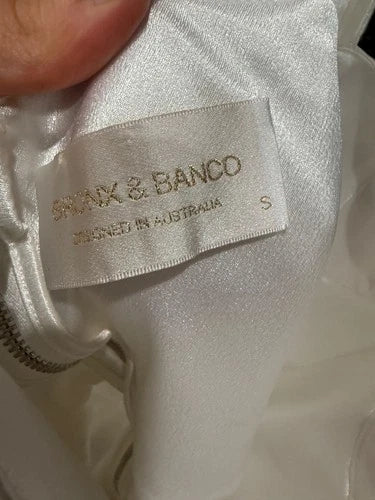 BRONX & BANCO
DESIGNED IN AUSTRALIA
S